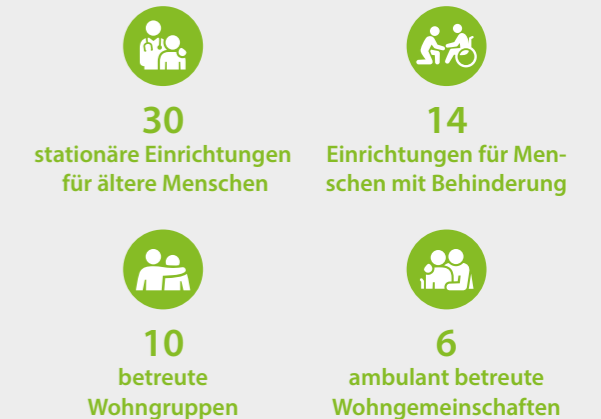 30
stationäre Einrichtungen
für ältere Menschen
14
Einrichtungen für Men-
schen mit Behinderung
10
betreute
Wohngruppen
6
ambulant betreute
Wohngemeinschaften